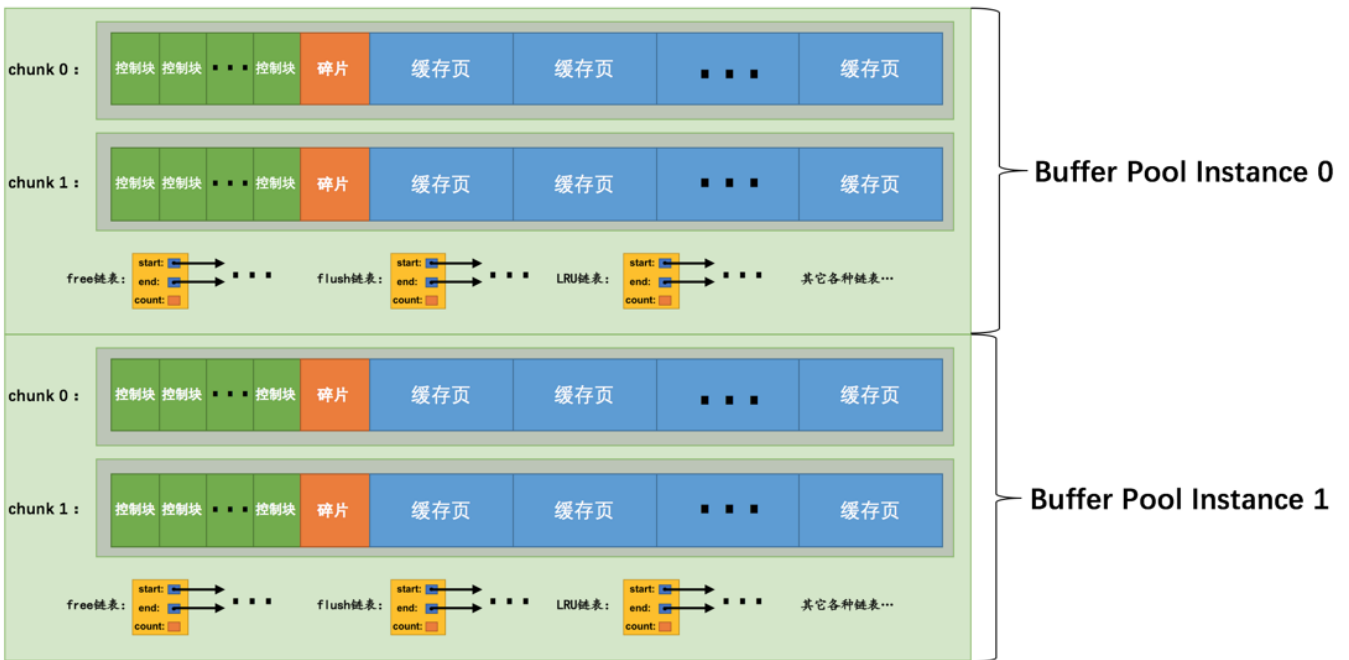 chunk 0 : 控制块 控制块 ··· 控制块 碎片 缓存页 缓存页 ··· 缓存页
chunk 1 : 控制块 控制块 ··· 控制块 碎片 缓存页 缓存页 ··· 缓存页
Buffer Pool Instance 0
free链表: start: end: count: ···
flush链表: start: end: count: ···
LRU链表: start: end: count: ···
其它各种链表…
chunk 0 : 控制块 控制块 ··· 控制块 碎片 缓存页 缓存页 ··· 缓存页
chunk 1 : 控制块 控制块 ··· 控制块 碎片 缓存页 缓存页 ··· 缓存页
Buffer Pool Instance 1
free链表: start: end: count: ···
flush链表: start: end: count: ···
LRU链表: start: end: count: ···
其它各种链表…